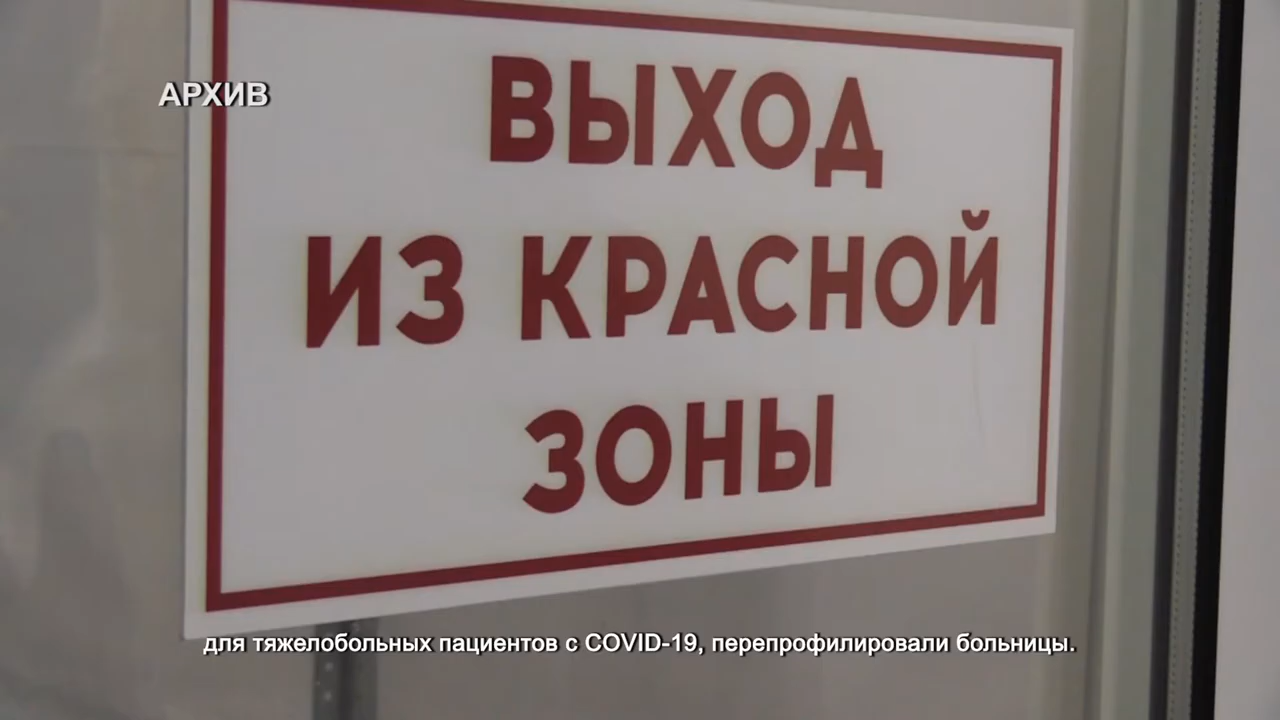 АРХИВ
ВЫХОД
ИЗ КРАСНОЙ
ЗОНЫ
для тяжелобольных пациентов с COVID-19, перепрофилировали больницы.